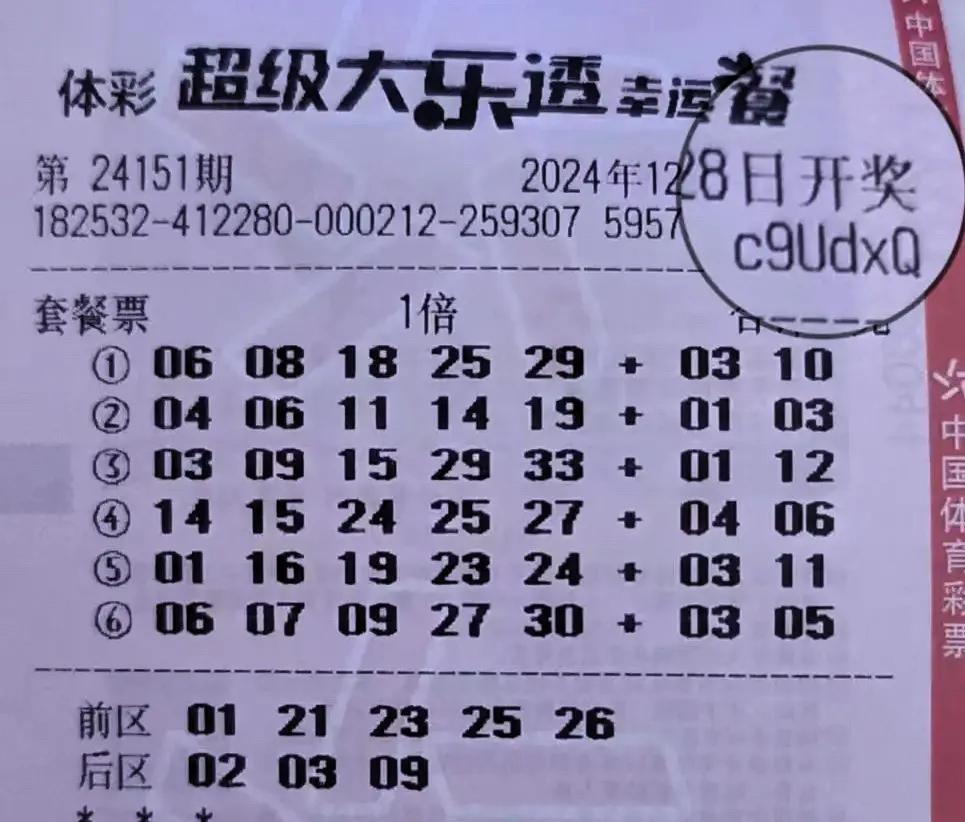 体彩 超级大乐透 幸运餐
第 24151期 2024年12 28日开奖
182532-412280-000212-259307 5957 c9UdxQ
套餐票 1倍
① 06 08 18 25 29 + 03 10
② 04 06 11 14 19 + 01 03
③ 03 09 15 29 33 + 01 12
④ 14 15 24 25 27 + 04 06
⑤ 01 16 19 23 24 + 03 11
⑥ 06 07 09 27 30 + 03 05
前区 01 21 23 25 26
后区 02 03 09
* * *
中国体
中国体育彩票